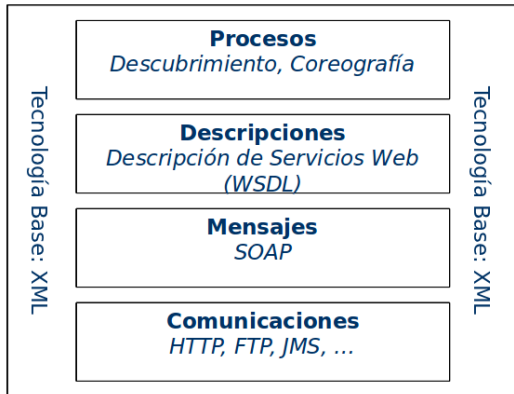 Tecnología Base: XML
Procesos
Descubrimiento, Coreografía
Descripciones
Descripción de Servicios Web
(WSDL)
Mensajes
SOAP
Comunicaciones
HTTP, FTP, JMS, ...
Tecnología Base: XML